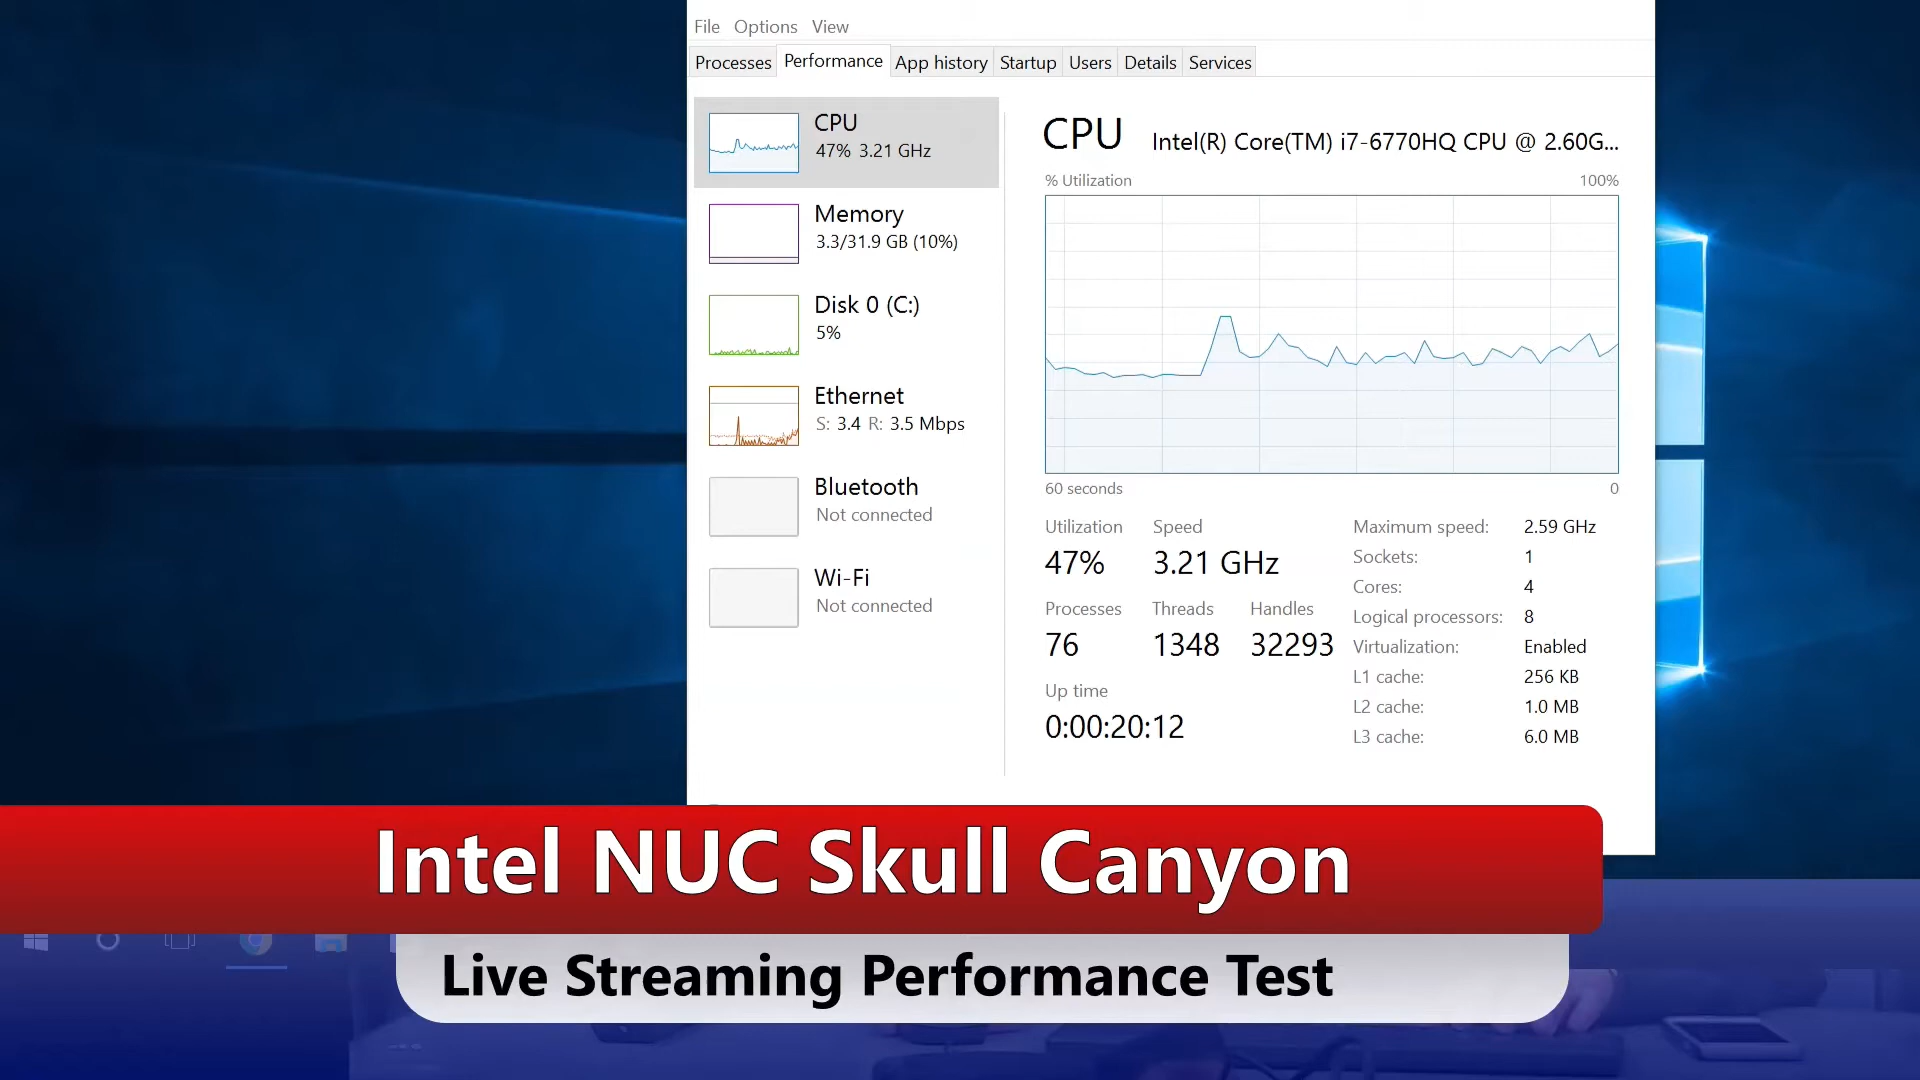 File Options View
Processes Performance App history Startup Users Details Services
CPU
47% 3.21 GHz
Memory
3.3/31.9 GB (10%)
Disk 0 (C:)
5%
Ethernet
S: 3.4 R: 3.5 Mbps
Bluetooth
Not connected
Wi-Fi
Not connected
CPU Intel(R) Core(TM) i7-6770HQ CPU @ 2.60G...
% Utilization 100%
60 seconds 0
Utilization Speed
47% 3.21 GHz
Processes Threads Handles
76 1348 32293
Up time
0:00:20:12
Maximum speed: 2.59 GHz
Sockets: 1
Cores: 4
Logical processors: 8
Virtualization: Enabled
L1 cache: 256 KB
L2 cache: 1.0 MB
L3 cache: 6.0 MB
Intel NUC Skull Canyon
Live Streaming Performance Test